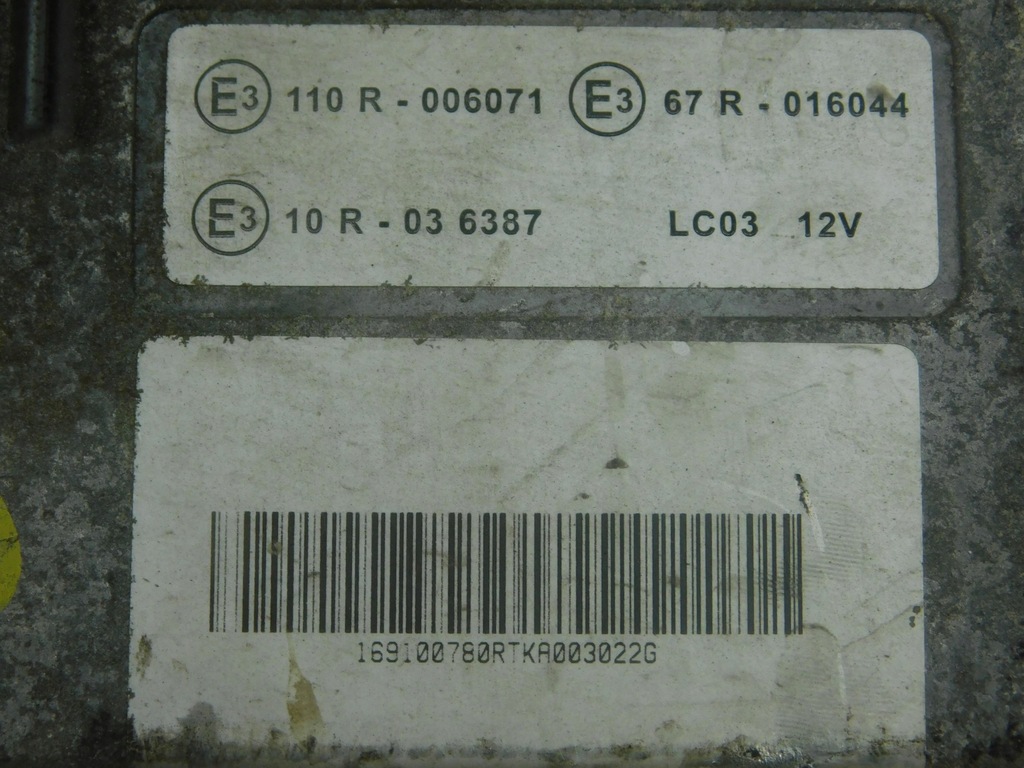 E3 110 R - 006071 E3 67 R - 016044
E3 10 R - 03 6387 LC03 12V
169100780RTKA003022G